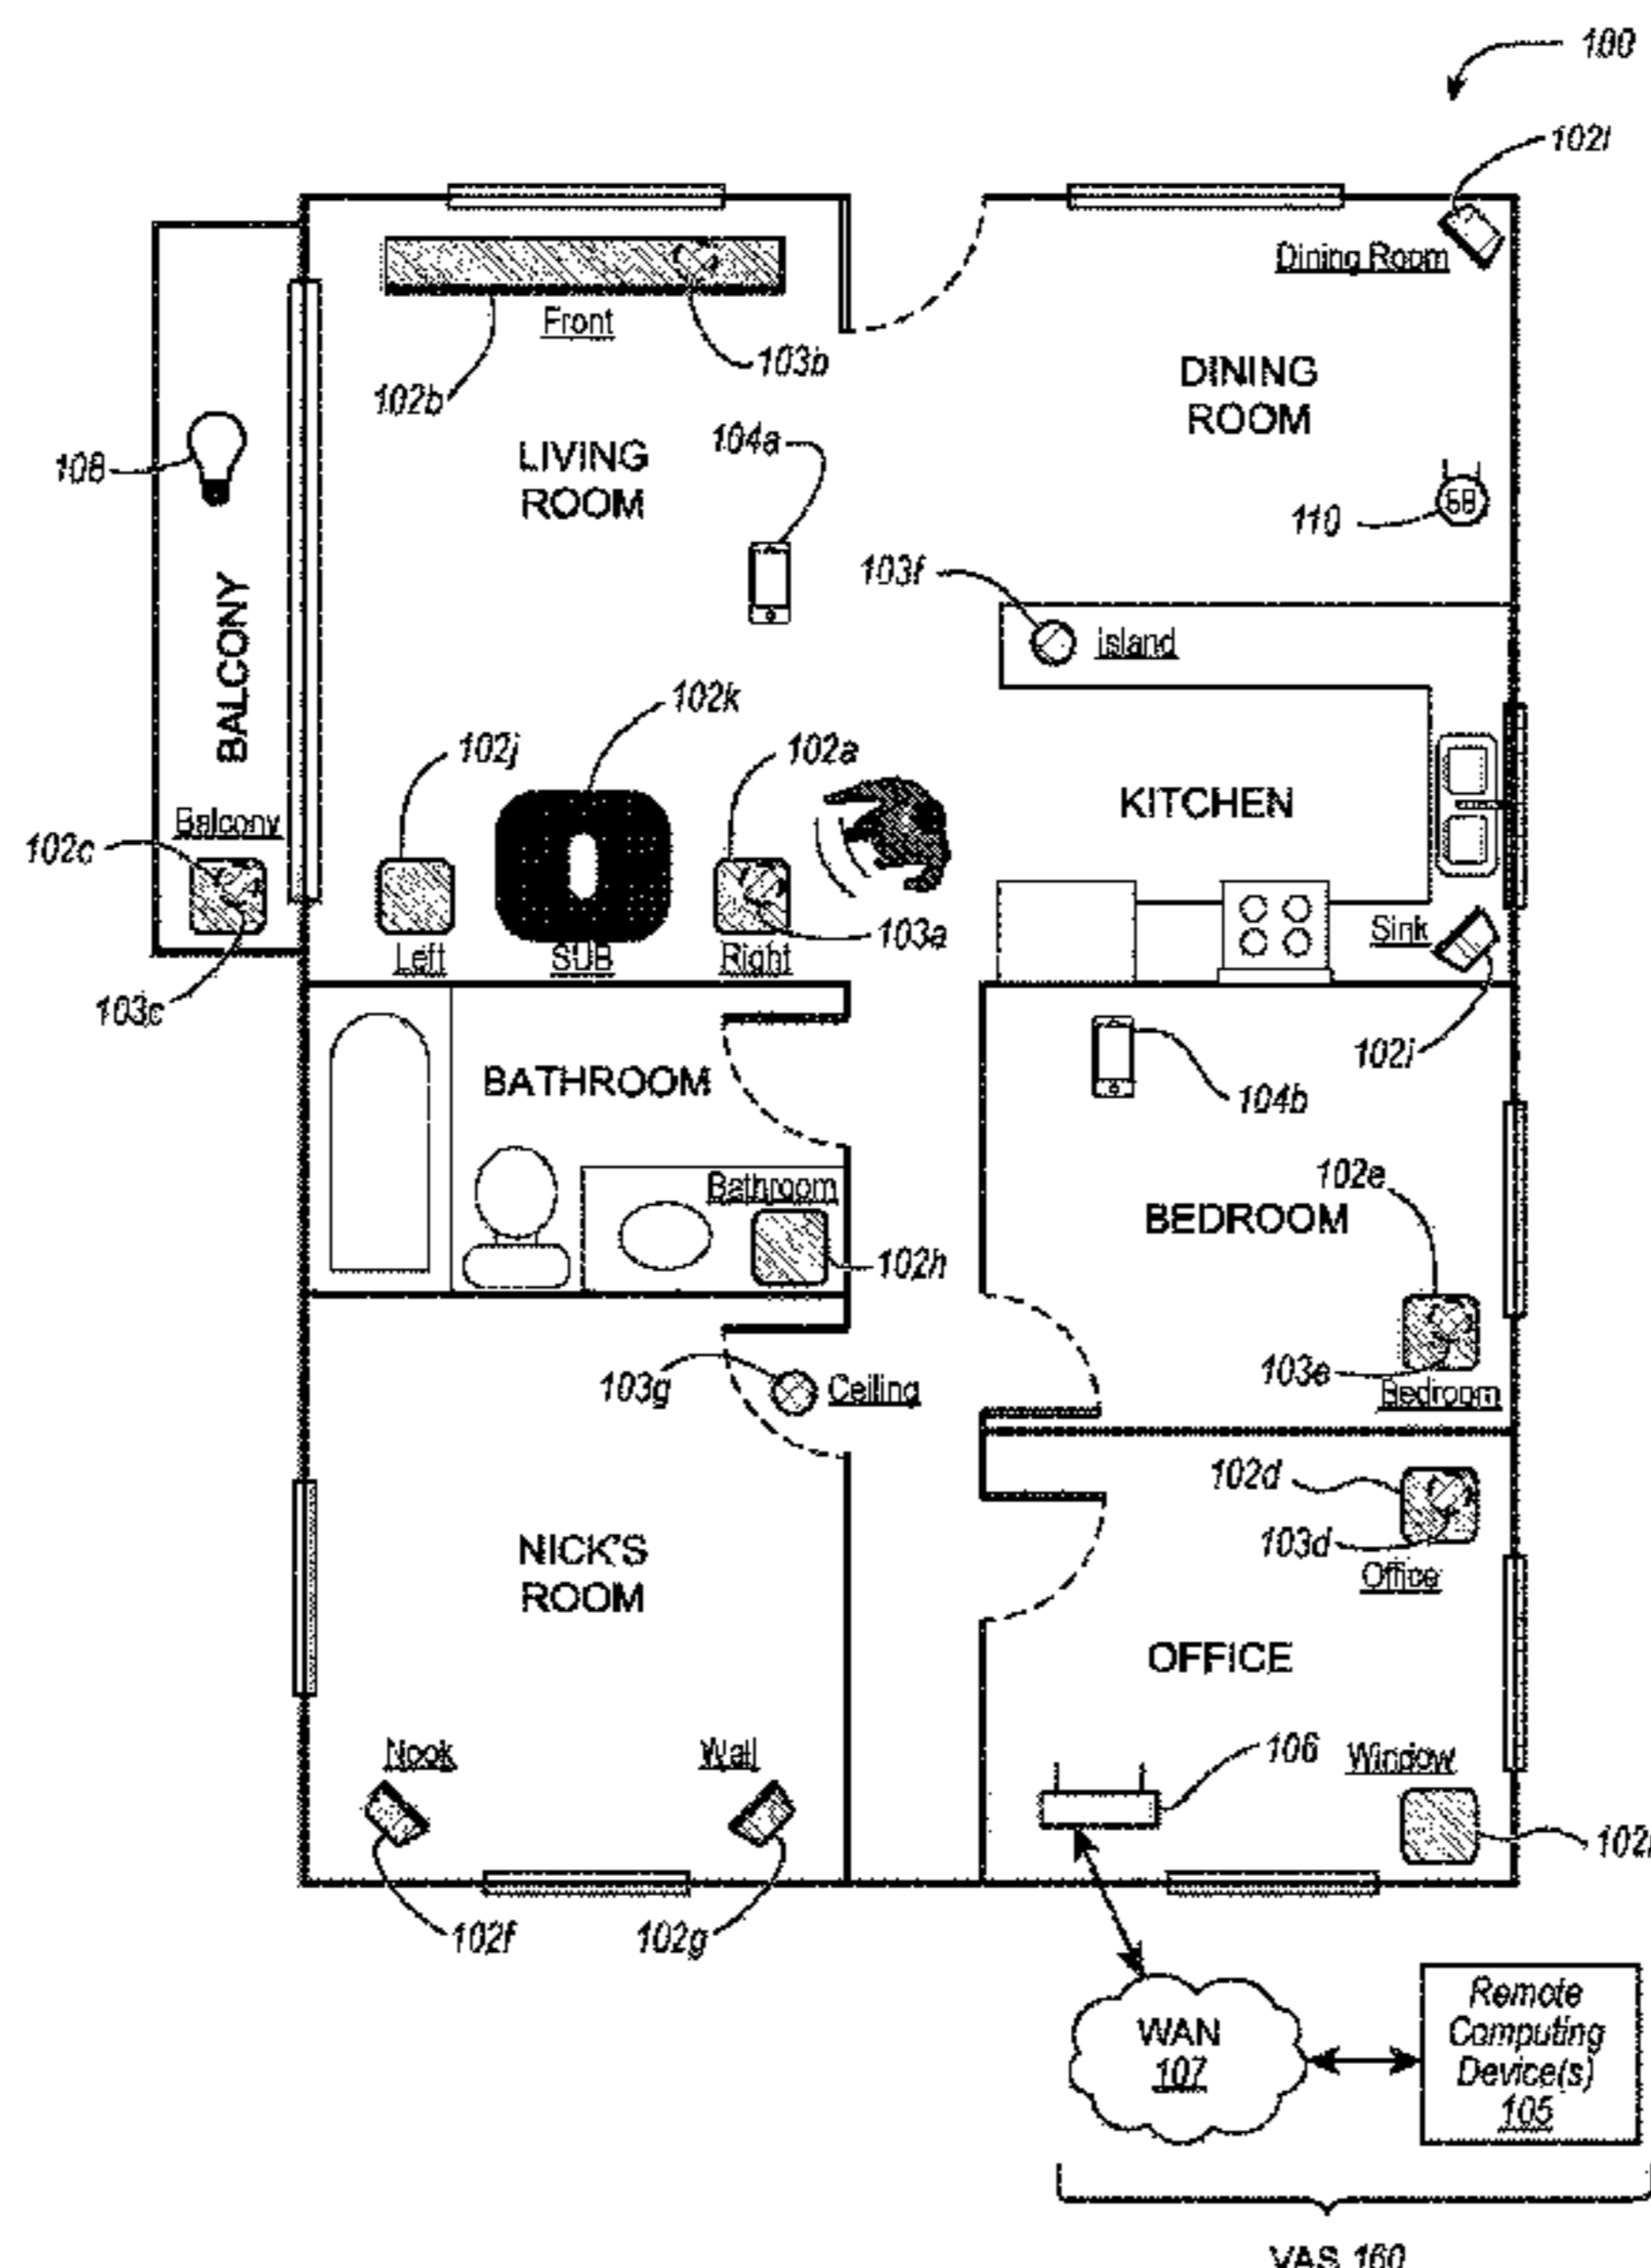 100
102l
Dining Room
Front
103b
102b
DINING
ROOM
104a
LIVING
ROOM
108
110
103f
island
BALCONY
102k
102j
102a
KITCHEN
Balcony
102c
Sink
103a
Left
SUB
Right
103c
102i
BATHROOM
104b
102e
Bathroom
BEDROOM
102h
103e
103g
Ceiling
Bedroom
102d
NICK'S
ROOM
103d
Office
OFFICE
Nook
Wall
106
Window
102f
102g
Remote
Computing
Device(s)
105
WAN
107
VAS 160